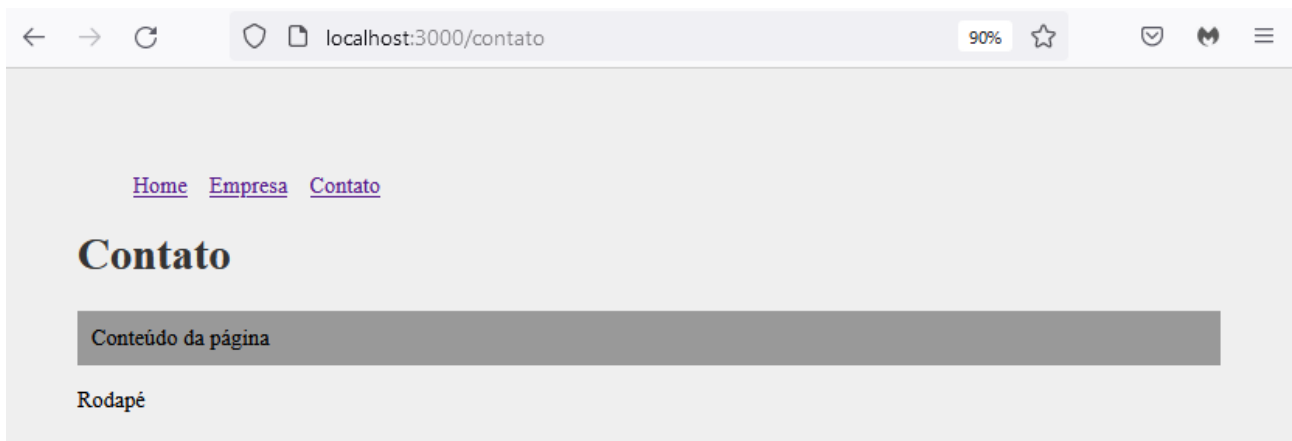 localhost:3000/contato 90%
Home Empresa Contato
Contato
Conteúdo da página
Rodapé